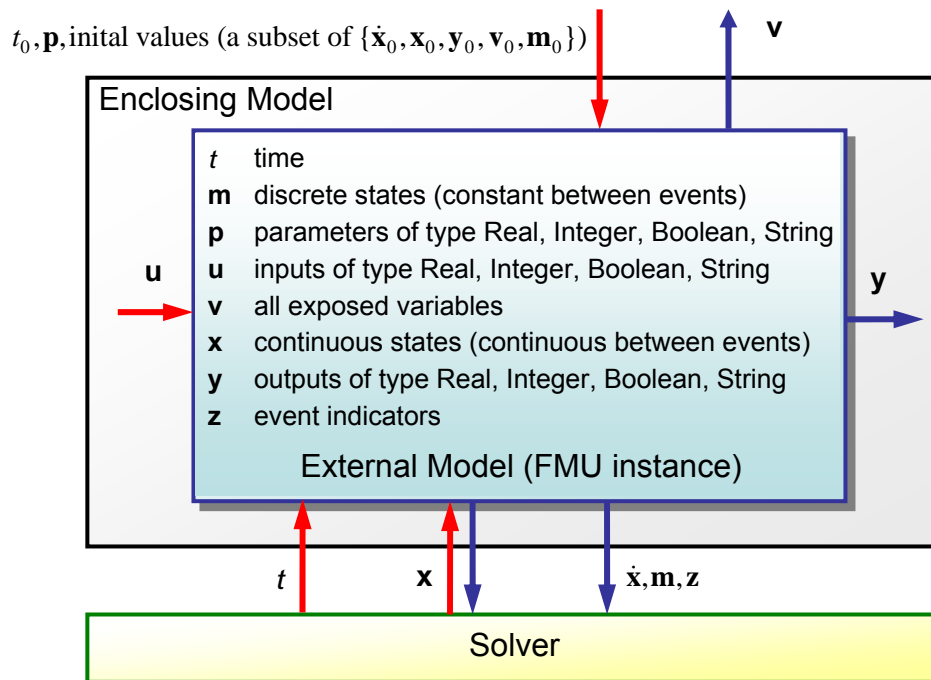 t₀, p, inital values (a subset of {ẋ₀, x₀, y₀, v₀, m₀})
v
Enclosing Model
t time
m discrete states (constant between events)
p parameters of type Real, Integer, Boolean, String
u inputs of type Real, Integer, Boolean, String
v all exposed variables
x continuous states (continuous between events)
y outputs of type Real, Integer, Boolean, String
z event indicators
External Model (FMU instance)
u
y
t
x
ẋ, m, z
Solver